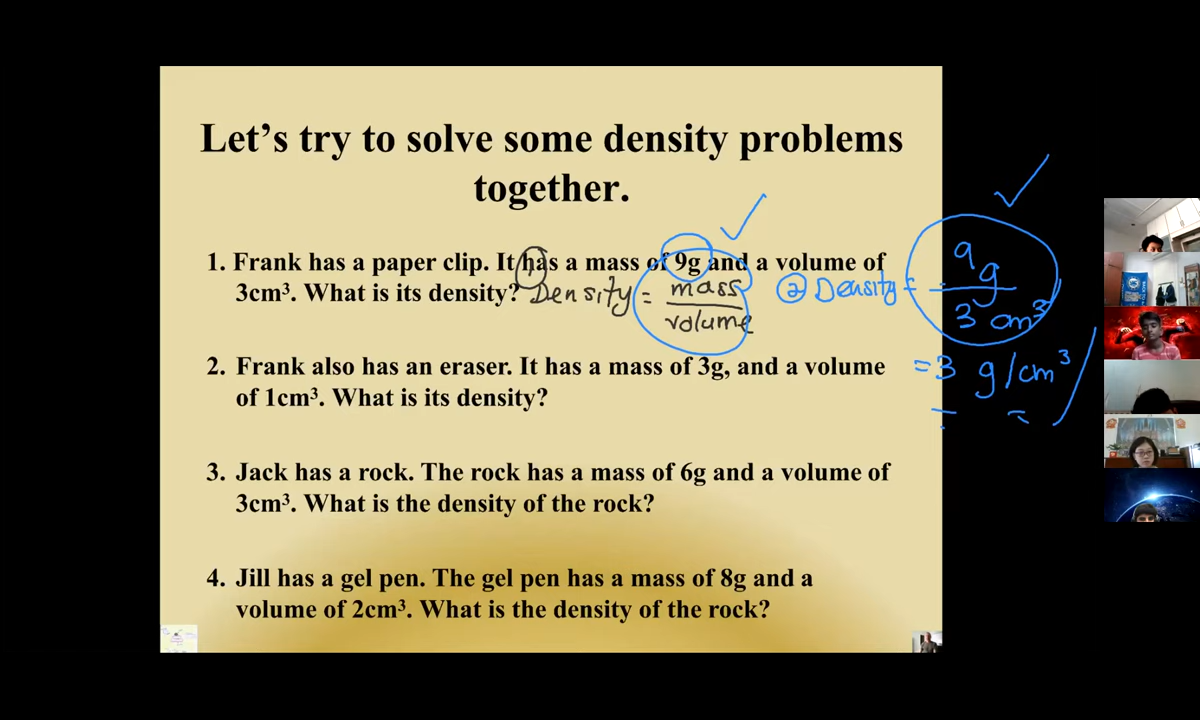 Let's try to solve some density problems
together.
1. Frank has a paper clip. It has a mass of 9g and a volume of
3cm³. What is its density?
Density = mass
volume
② Density = 9g
3 cm³
= 3 g/cm³
2. Frank also has an eraser. It has a mass of 3g, and a volume
of 1cm³. What is its density?
3. Jack has a rock. The rock has a mass of 6g and a volume of
3cm³. What is the density of the rock?
4. Jill has a gel pen. The gel pen has a mass of 8g and a
volume of 2cm³. What is the density of the rock?